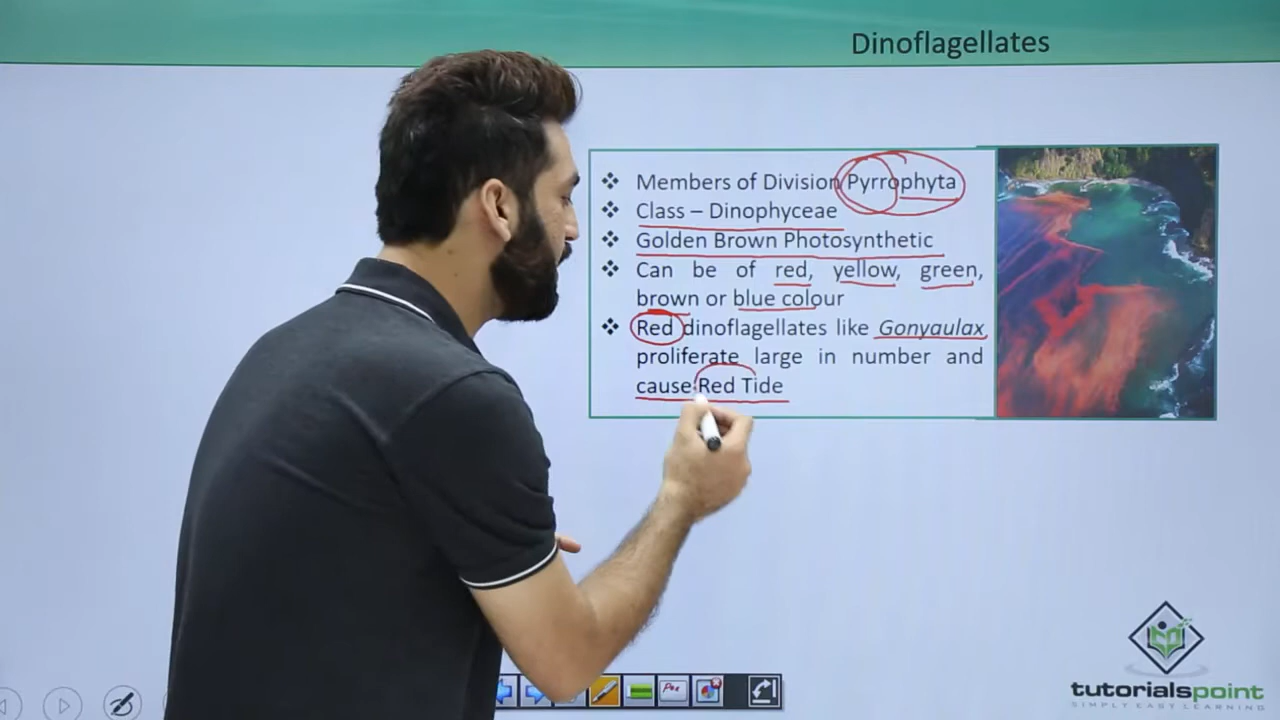 Dinoflagellates
❖ Members of Division Pyrrophyta
❖ Class – Dinophyceae
❖ Golden Brown Photosynthetic
❖ Can be of red, yellow, green,
brown or blue colour
❖ Red dinoflagellates like Gonyaulax
proliferate large in number and
cause Red Tide
Pen
tutorialspoint
SIMPLY EASY LEARNING